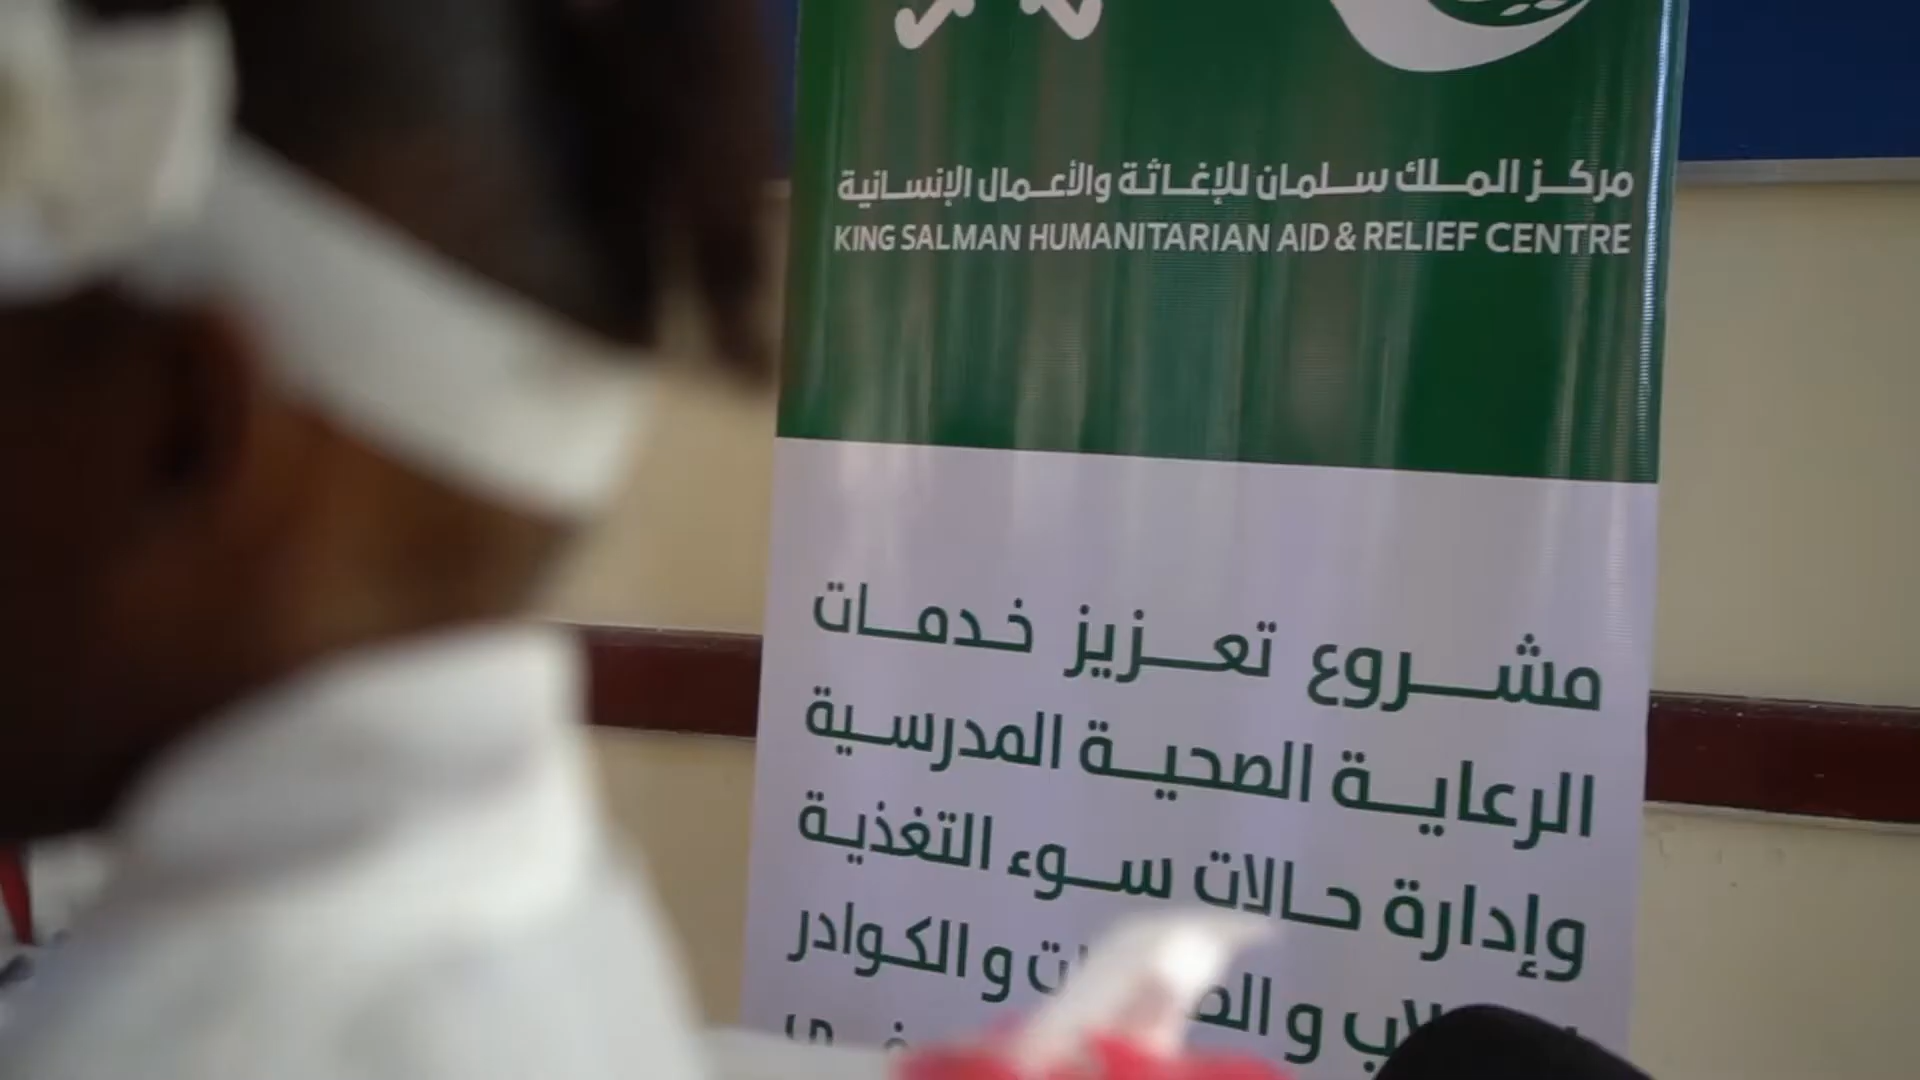 مركز الملك سلمان للإغاثة والأعمال الإنسانية
KING SALMAN HUMANITARIAN AID & RELIEF CENTRE
مشروع تعزيز خدمات
الرعاية الصحية المدرسية
وإدارة حالات سوء التغذية
و والكوادر